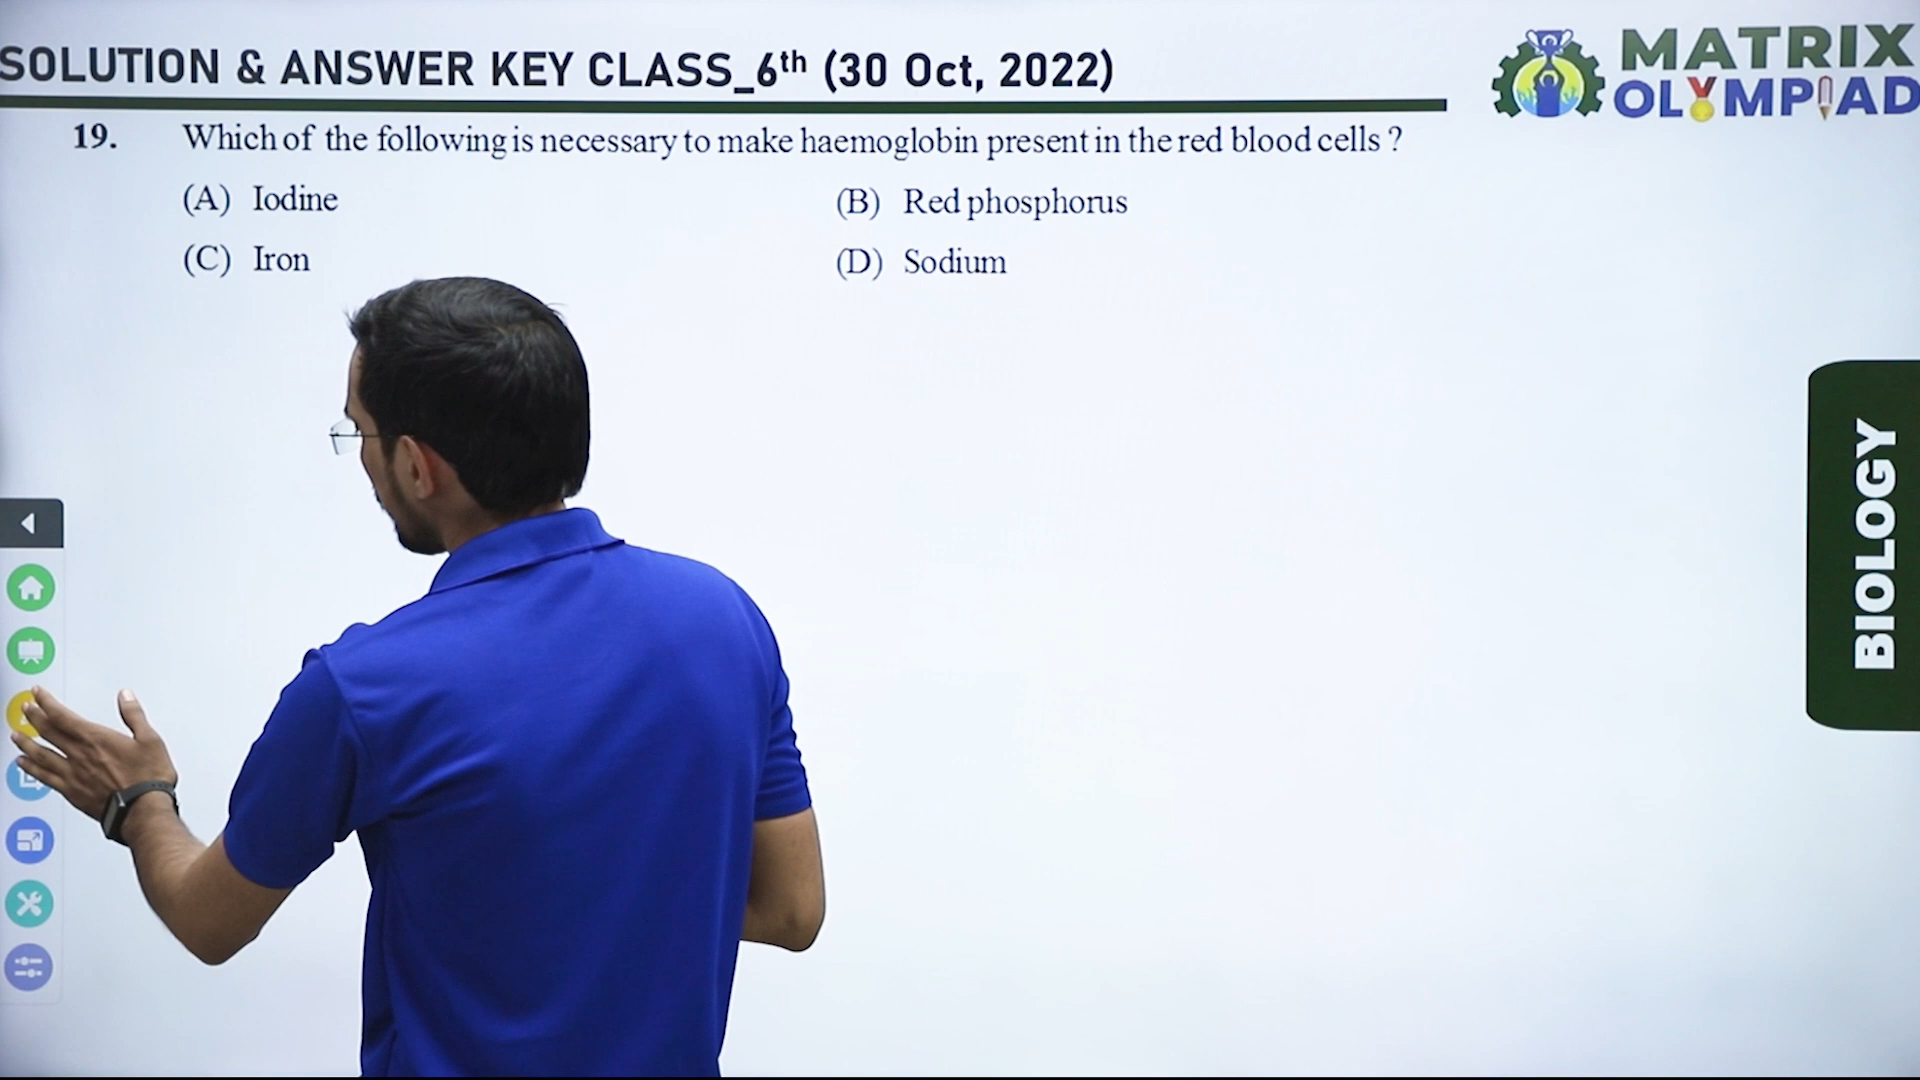 SOLUTION & ANSWER KEY CLASS_6th (30 Oct, 2022)
MATRIX
OLYMPIAD
19. Which of the following is necessary to make haemoglobin present in the red blood cells ?
(A) Iodine (B) Red phosphorus
(C) Iron (D) Sodium
BIOLOGY